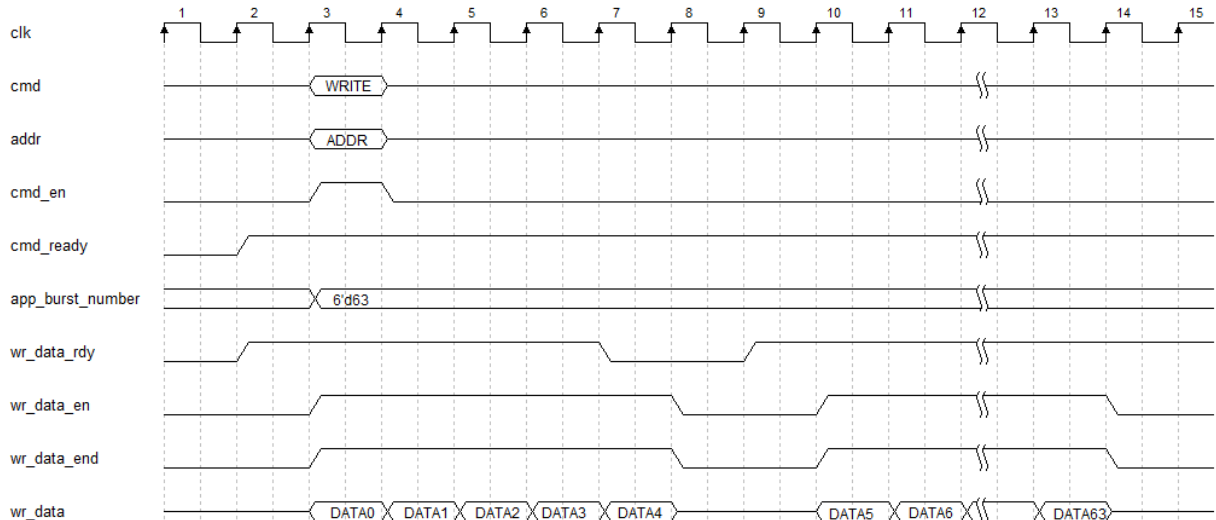 1 2 3 4 5 6 7 8 9 10 11 12 13 14 15
clk
cmd WRITE
addr ADDR
cmd_en
cmd_ready
app_burst_number 6'd63
wr_data_rdy
wr_data_en
wr_data_end
wr_data DATA0 DATA1 DATA2 DATA3 DATA4 DATA5 DATA6 DATA63